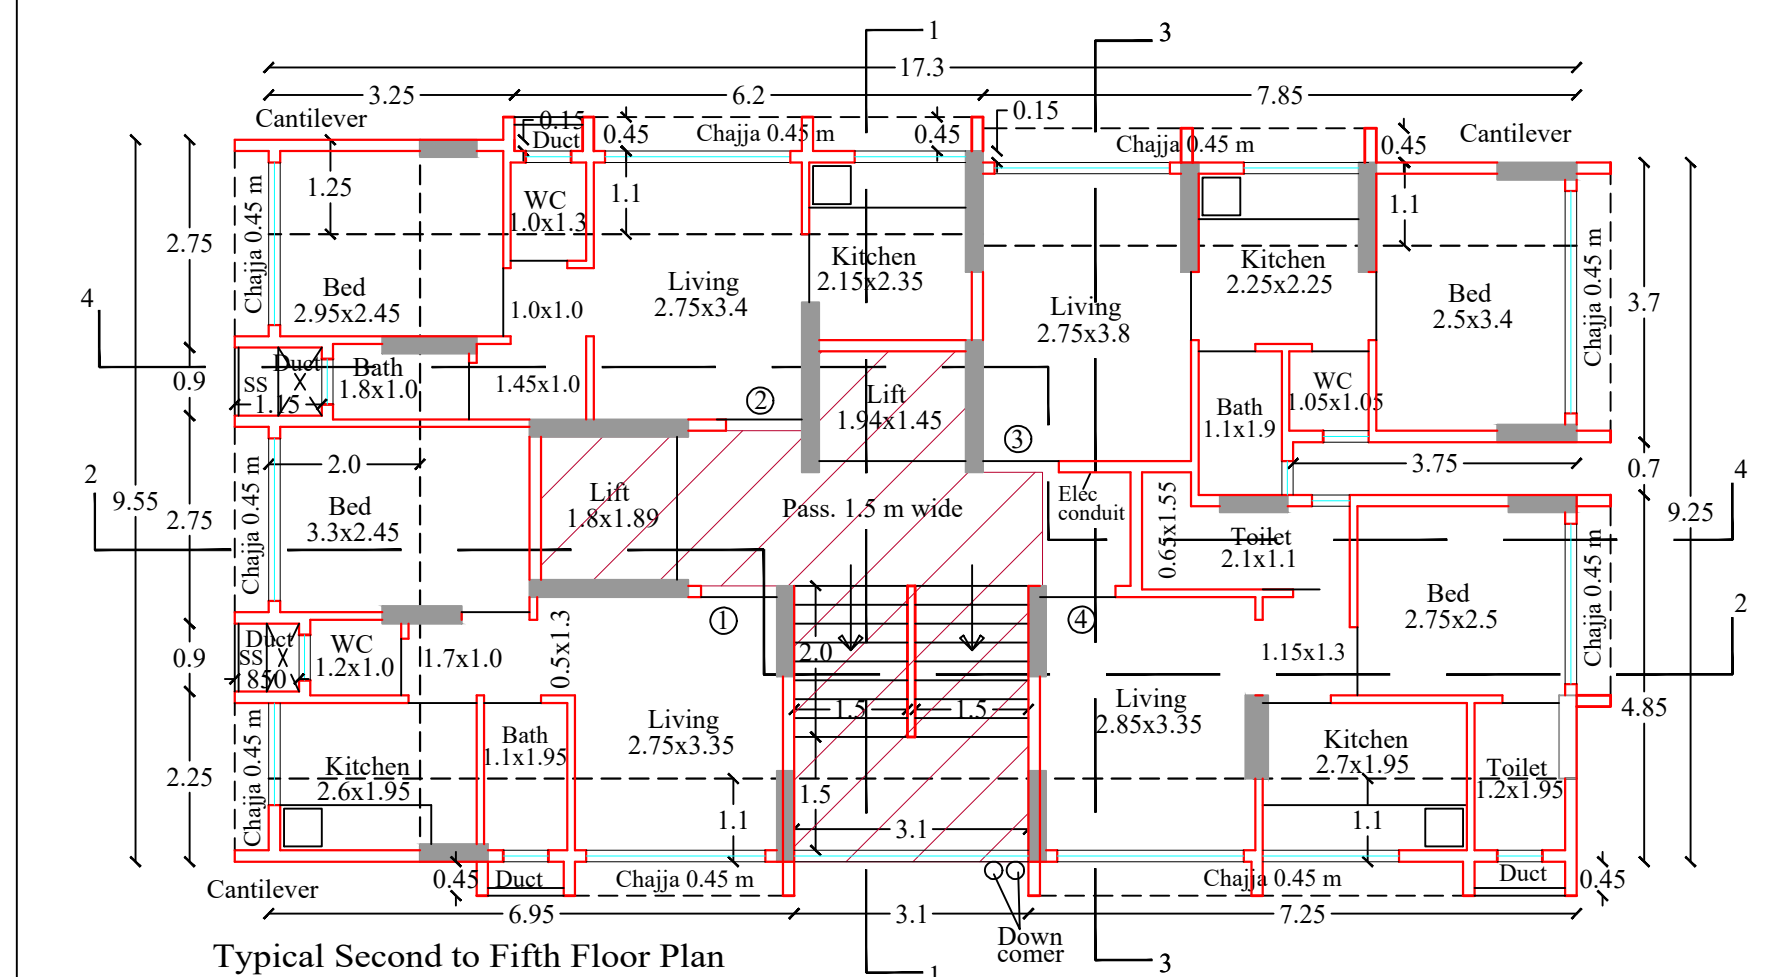 1
3
17.3
3.25
6.2
7.85
Cantilever
0.15
Duct
0.45
Chajja 0.45 m
0.45
0.15
Chajja 0.45 m
0.45
Cantilever
1.25
WC
1.0x1.3
1.1
1.1
2.75
Chajja 0.45 m
Bed
2.95x2.45
1.0x1.0
Living
2.75x3.4
Kitchen
2.15x2.35
Living
2.75x3.8
Kitchen
2.25x2.25
Bed
2.5x3.4
Chajja 0.45 m
3.7
4
0.9
SS
Duct
X
1.15
Bath
1.8x1.0
1.45x1.0
2
Lift
1.94x1.45
3
WC
1.05x1.05
Bath
1.1x1.9
2
9.55
2.75
Chajja 0.45 m
2.0
Bed
3.3x2.45
Lift
1.8x1.89
Pass. 1.5 m wide
Elec
conduit
0.65x1.55
Toilet
2.1x1.1
3.75
0.7
4
9.25
0.9
Duct
SS
X
850
WC
1.2x1.0
1.7x1.0
0.5x1.3
1
2.0
4
1.15x1.3
Bed
2.75x2.5
Chajja 0.45 m
2
2.25
Chajja 0.45 m
Kitchen
2.6x1.95
Bath
1.1x1.95
Living
2.75x3.35
1.5
1.5
Living
2.85x3.35
Kitchen
2.7x1.95
Toilet
1.2x1.95
4.85
1.1
1.5
3.1
1.1
Cantilever
0.45
Duct
Chajja 0.45 m
Chajja 0.45 m
Duct
0.45
6.95
3.1
7.25
Down
comer
Typical Second to Fifth Floor Plan
1
3